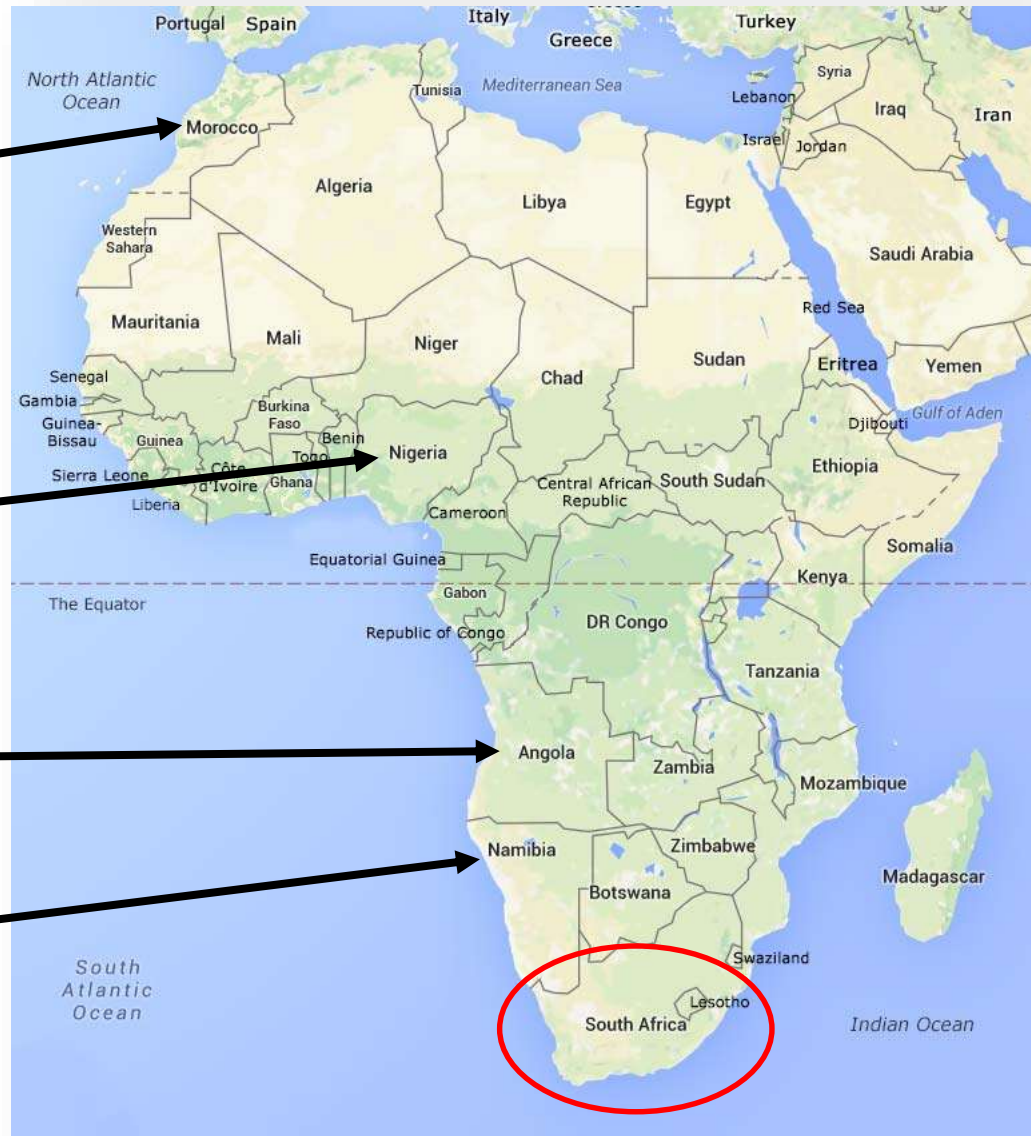 Portugal
Spain
Italy
Greece
Turkey
North Atlantic
Ocean
Mediterranean Sea
Tunisia
Syria
Lebanon
Iraq
Iran
Morocco
Israel
Jordan
Algeria
Libya
Egypt
Western
Sahara
Saudi Arabia
Mauritania
Mali
Niger
Chad
Sudan
Red Sea
Eritrea
Yemen
Senegal
Gambia
Guinea-
Bissau
Burkina
Faso
Gulf of Aden
Djibouti
Guinea
Benin
Togo
Nigeria
Sierra Leone
Côte
d'Ivoire
Ghana
Ethiopia
Central African
Republic
South Sudan
Liberia
Cameroon
Somalia
Equatorial Guinea
Kenya
The Equator
Gabon
Republic of Congo
DR Congo
Tanzania
Angola
Zambia
Mozambique
Namibia
Zimbabwe
Botswana
Madagascar
South
Atlantic
Ocean
Swaziland
Lesotho
South Africa
Indian Ocean